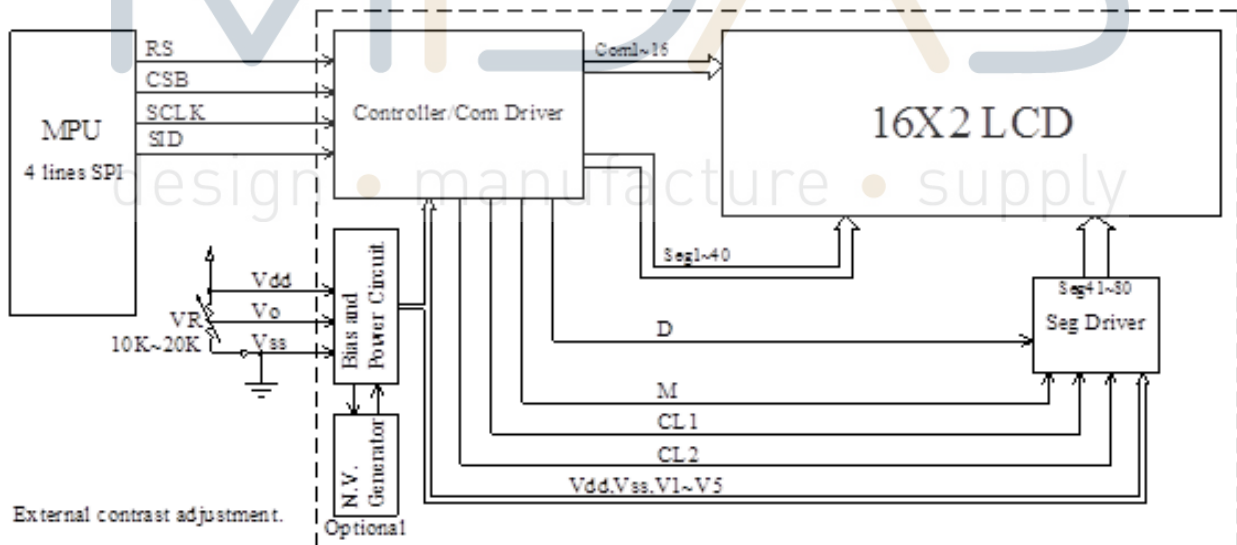 MIDAS
design • manufacture • supply
MPU
4 lines SPI
RS
CSB
SCLK
SID
Controller/Com Driver
Com1~16
16X2 LCD
Seg1~40
Seg41~80
Seg Driver
Vdd
Vo
Vss
VR
10K~20K
Bias and
Power Circuit
N.V.
Generator
Optional
D
M
CL1
CL2
Vdd,Vss,V1~V5
External contrast adjustment.